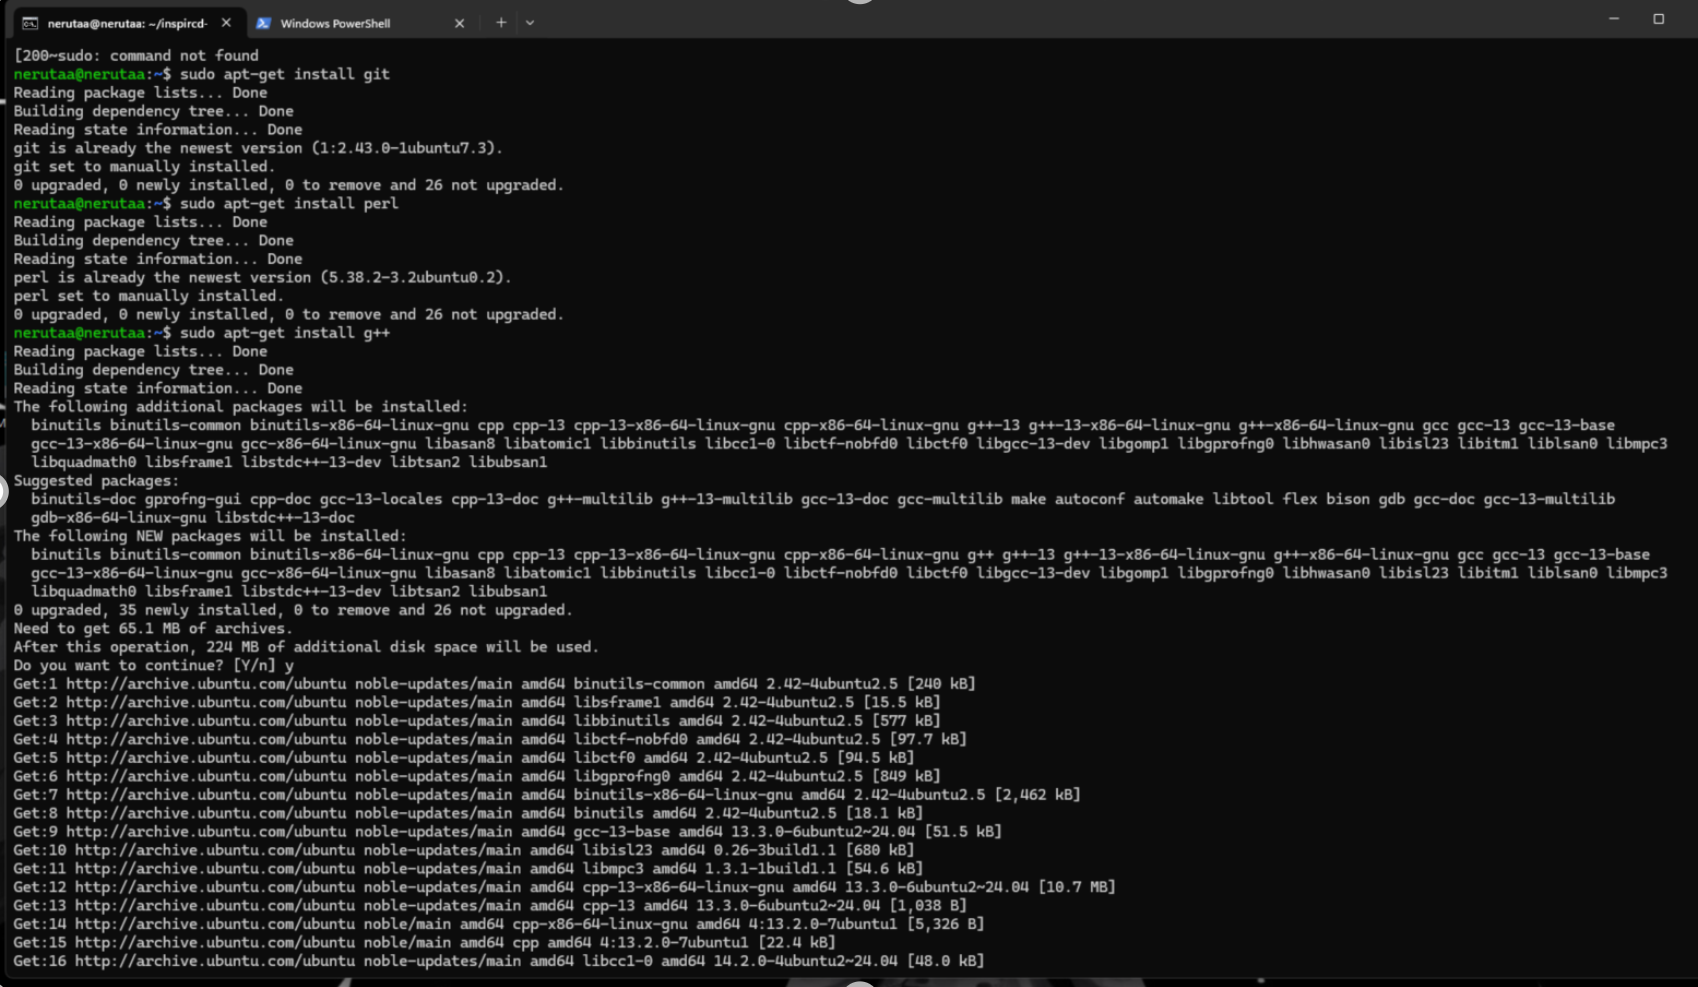 nerutaa@nerutaa: ~/inspircd-
Windows PowerShell
[200~sudo: command not found
nerutaa@nerutaa:~$ sudo apt-get install git
Reading package lists... Done
Building dependency tree... Done
Reading state information... Done
git is already the newest version (1:2.43.0-1ubuntu7.3).
git set to manually installed.
0 upgraded, 0 newly installed, 0 to remove and 26 not upgraded.
nerutaa@nerutaa:~$ sudo apt-get install perl
Reading package lists... Done
Building dependency tree... Done
Reading state information... Done
perl is already the newest version (5.38.2-3.2ubuntu0.2).
perl set to manually installed.
0 upgraded, 0 newly installed, 0 to remove and 26 not upgraded.
nerutaa@nerutaa:~$ sudo apt-get install g++
Reading package lists... Done
Building dependency tree... Done
Reading state information... Done
The following additional packages will be installed:
  binutils binutils-common binutils-x86-64-linux-gnu cpp cpp-13 cpp-13-x86-64-linux-gnu cpp-x86-64-linux-gnu g++-13 g++-13-x86-64-linux-gnu g++-x86-64-linux-gnu gcc gcc-13 gcc-13-base
  gcc-13-x86-64-linux-gnu gcc-x86-64-linux-gnu libasan8 libatomic1 libbinutils libcc1-0 libctf-nobfd0 libctf0 libgcc-13-dev libgomp1 libgprofng0 libhwasan0 libisl23 libitm1 liblsan0 libmpc3
  libquadmath0 libsframe1 libstdc++-13-dev libtsan2 libubsan1
Suggested packages:
  binutils-doc gprofng-gui cpp-doc gcc-13-locales cpp-13-doc g++-multilib g++-13-multilib gcc-13-doc gcc-multilib make autoconf automake libtool flex bison gdb gcc-doc gcc-13-multilib
  gdb-x86-64-linux-gnu libstdc++-13-doc
The following NEW packages will be installed:
  binutils binutils-common binutils-x86-64-linux-gnu cpp cpp-13 cpp-13-x86-64-linux-gnu cpp-x86-64-linux-gnu g++ g++-13 g++-13-x86-64-linux-gnu g++-x86-64-linux-gnu gcc gcc-13 gcc-13-base
  gcc-13-x86-64-linux-gnu gcc-x86-64-linux-gnu libasan8 libatomic1 libbinutils libcc1-0 libctf-nobfd0 libctf0 libgcc-13-dev libgomp1 libgprofng0 libhwasan0 libisl23 libitm1 liblsan0 libmpc3
  libquadmath0 libsframe1 libstdc++-13-dev libtsan2 libubsan1
0 upgraded, 35 newly installed, 0 to remove and 26 not upgraded.
Need to get 65.1 MB of archives.
After this operation, 224 MB of additional disk space will be used.
Do you want to continue? [Y/n] y
Get:1 http://archive.ubuntu.com/ubuntu noble-updates/main amd64 binutils-common amd64 2.42-4ubuntu2.5 [240 kB]
Get:2 http://archive.ubuntu.com/ubuntu noble-updates/main amd64 libsframe1 amd64 2.42-4ubuntu2.5 [15.5 kB]
Get:3 http://archive.ubuntu.com/ubuntu noble-updates/main amd64 libbinutils amd64 2.42-4ubuntu2.5 [577 kB]
Get:4 http://archive.ubuntu.com/ubuntu noble-updates/main amd64 libctf-nobfd0 amd64 2.42-4ubuntu2.5 [97.7 kB]
Get:5 http://archive.ubuntu.com/ubuntu noble-updates/main amd64 libctf0 amd64 2.42-4ubuntu2.5 [94.5 kB]
Get:6 http://archive.ubuntu.com/ubuntu noble-updates/main amd64 libgprofng0 amd64 2.42-4ubuntu2.5 [849 kB]
Get:7 http://archive.ubuntu.com/ubuntu noble-updates/main amd64 binutils-x86-64-linux-gnu amd64 2.42-4ubuntu2.5 [2,462 kB]
Get:8 http://archive.ubuntu.com/ubuntu noble-updates/main amd64 binutils amd64 2.42-4ubuntu2.5 [18.1 kB]
Get:9 http://archive.ubuntu.com/ubuntu noble-updates/main amd64 gcc-13-base amd64 13.3.0-6ubuntu2~24.04 [51.5 kB]
Get:10 http://archive.ubuntu.com/ubuntu noble-updates/main amd64 libisl23 amd64 0.26-3build1.1 [680 kB]
Get:11 http://archive.ubuntu.com/ubuntu noble-updates/main amd64 libmpc3 amd64 1.3.1-1build1.1 [54.6 kB]
Get:12 http://archive.ubuntu.com/ubuntu noble-updates/main amd64 cpp-13-x86-64-linux-gnu amd64 13.3.0-6ubuntu2~24.04 [10.7 MB]
Get:13 http://archive.ubuntu.com/ubuntu noble-updates/main amd64 cpp-13 amd64 13.3.0-6ubuntu2~24.04 [1,038 B]
Get:14 http://archive.ubuntu.com/ubuntu noble/main amd64 cpp-x86-64-linux-gnu amd64 4:13.2.0-7ubuntu1 [5,326 B]
Get:15 http://archive.ubuntu.com/ubuntu noble/main amd64 cpp amd64 4:13.2.0-7ubuntu1 [22.4 kB]
Get:16 http://archive.ubuntu.com/ubuntu noble-updates/main amd64 libcc1-0 amd64 14.2.0-4ubuntu2~24.04 [48.0 kB]